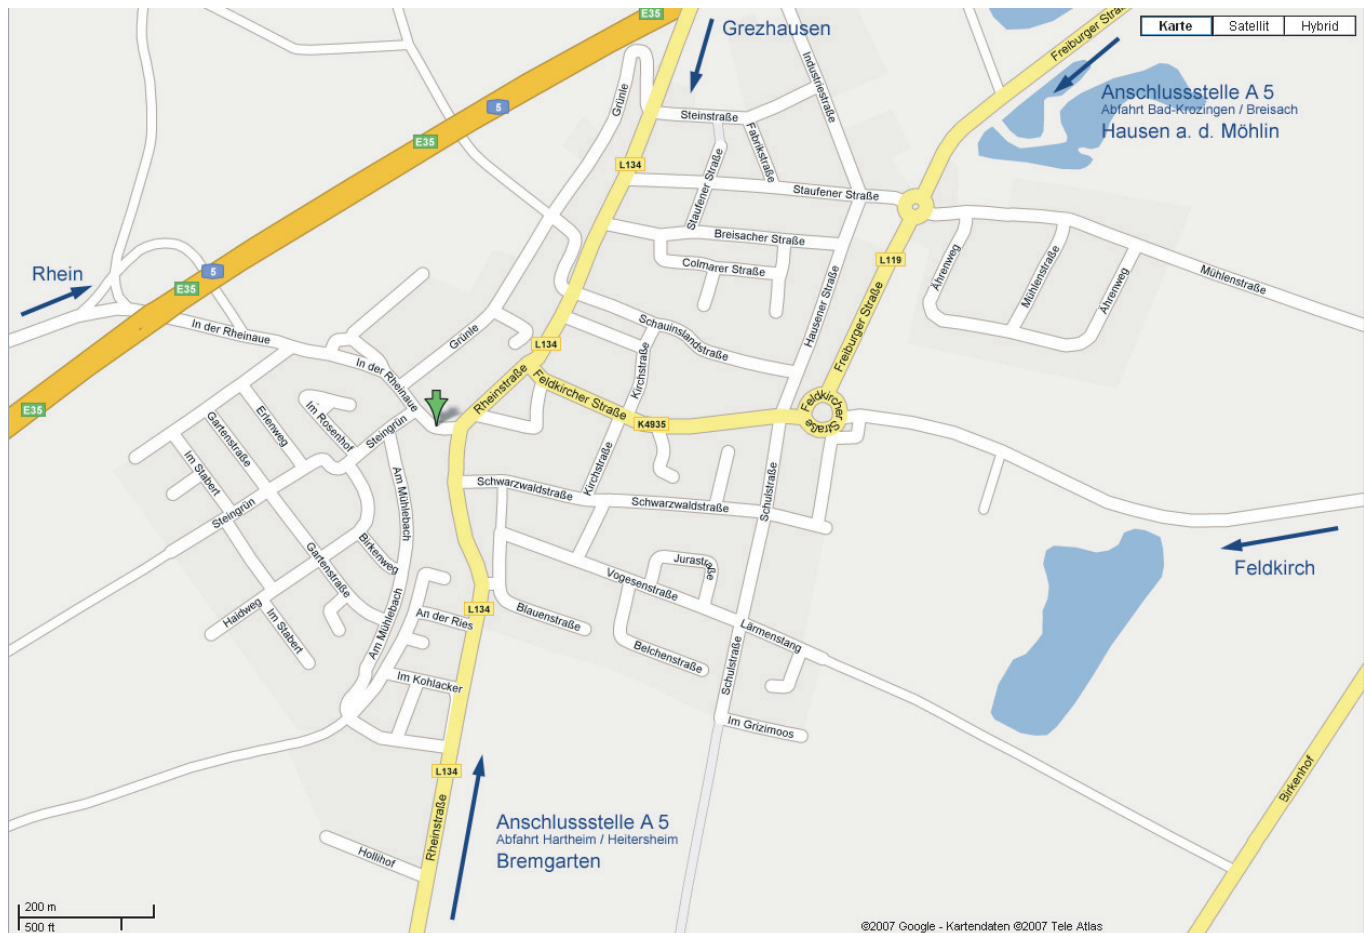 E35
Grezhausen
Freiburger Straß
Karte
Satellit
Hybrid
Industriestraße
Grünle
Anschlussstelle A 5
Abfahrt Bad-Krozingen / Breisach
Hausen a. d. Möhlin
5
Steinstraße
Fabrikstraße
E35
L134
Staufener Straße
Staufener Straße
Breisacher Straße
Colmarer Straße
L119
Ährenweg
Mühlenstraße
Ährenweg
Mühlenstraße
Rhein
5
E35
In der Rheinaue
Grünle
Hausener Straße
Freiburger Straße
Schauinslandstraße
L134
Kirchstraße
In der Rheinaue
Rheinstraße
Feldkircher Straße
Feldkircher
Straße
K4935
E35
Erlenweg
Im Rosenhof
Gartenstraße
Steingrün
Im Stabert
Am Mühlebach
Kirchstraße
Schwarzwaldstraße
Schwarzwaldstraße
Schulstraße
Steingrün
Birkenweg
Gartenstraße
Jurastraße
Vogesenstraße
Feldkirch
Haidweg
Im Stabert
Am Mühlebach
An der Ries
L134
Blauenstraße
Lärmenstang
Belchenstraße
Schulstraße
Im Kohlacker
Im Grizimoos
L134
Birkenhof
Rheinstraße
Anschlussstelle A 5
Abfahrt Hartheim / Heitersheim
Bremgarten
Hollihof
200 m
500 ft
©2007 Google - Kartendaten ©2007 Tele Atlas